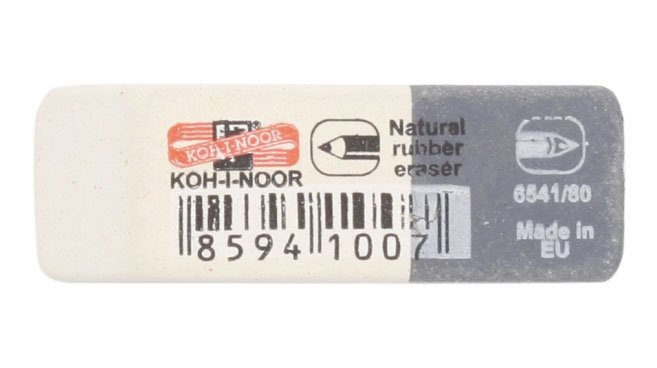 KOH-I-NOOR
®
KOH-I-NOOR
Natural
rubber
eraser
8594 1007
6541/80
Made in
EU